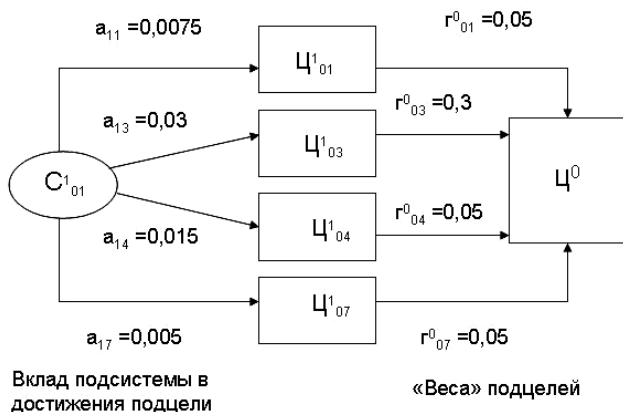 a₁₁ =0,0075
r⁰₀₁ =0,05
Ц¹₀₁
a₁₃ =0,03
r⁰₀₃ =0,3
Ц¹₀₃
С¹₀₁
Ц⁰
a₁₄ =0,015
r⁰₀₄ =0,05
Ц¹₀₄
Ц¹₀₇
a₁₇ =0,005
r⁰₀₇ =0,05
Вклад подсистемы в
достижения подцели
«Веса» подцелей